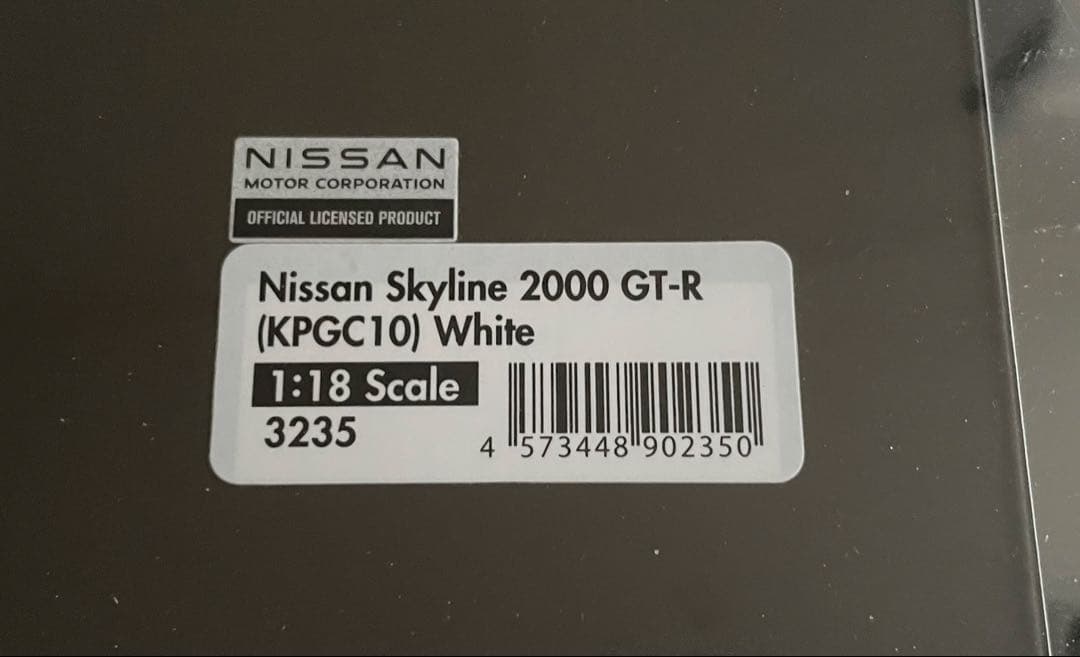 NISSAN
MOTOR CORPORATION
OFFICIAL LICENSED PRODUCT
Nissan Skyline 2000 GT-R
(KPGC10) White
1:18 Scale
3235
4 573448 902350